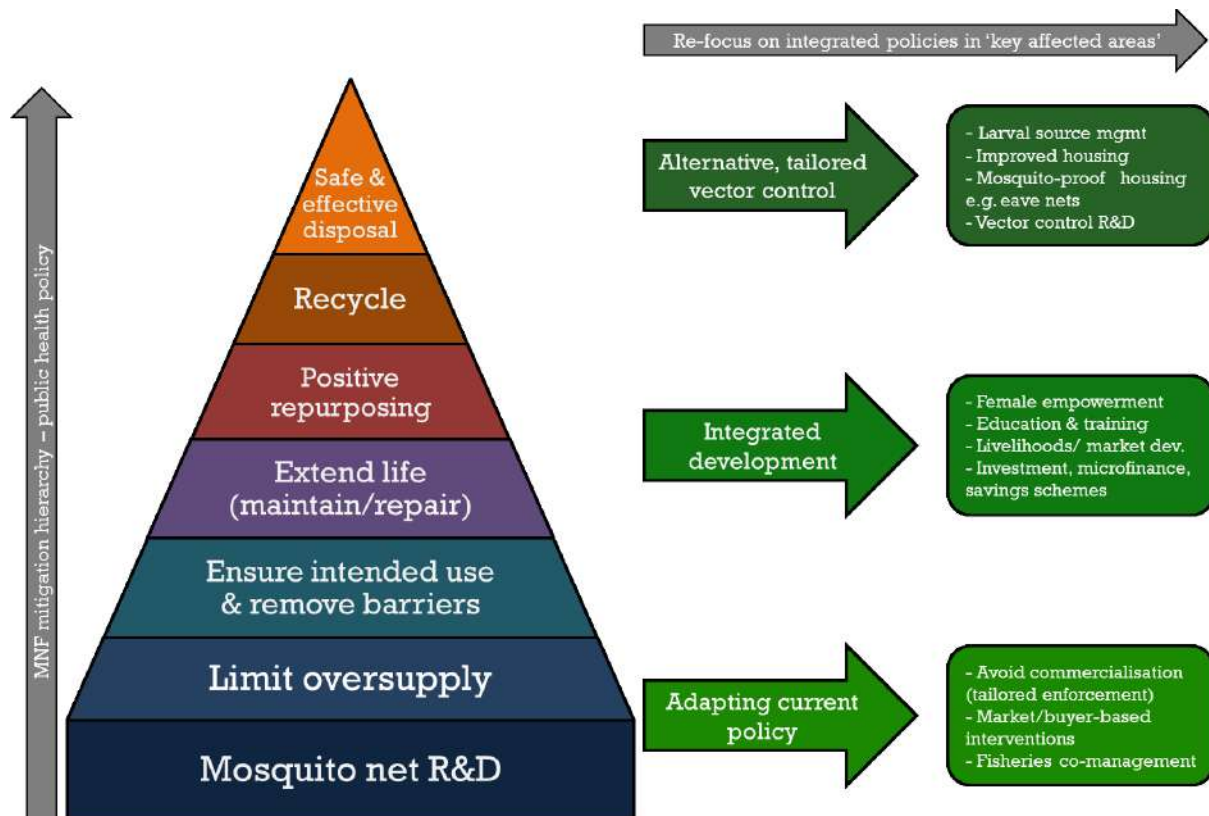 Re-focus on integrated policies in ‘key affected areas’
MNF mitigation hierarchy – public health policy
Safe &
effective
disposal
Recycle
Positive
repurposing
Extend life
(maintain/repair)
Ensure intended use
& remove barriers
Limit oversupply
Mosquito net R&D
Alternative, tailored
vector control
- Larval source mgmt
- Improved housing
- Mosquito-proof housing
e.g. eave nets
- Vector control R&D
Integrated
development
- Female empowerment
- Education & training
- Livelihoods/ market dev.
- Investment, microfinance,
savings schemes
Adapting current
policy
- Avoid commercialisation
(tailored enforcement)
- Market/buyer-based
interventions
- Fisheries co-management